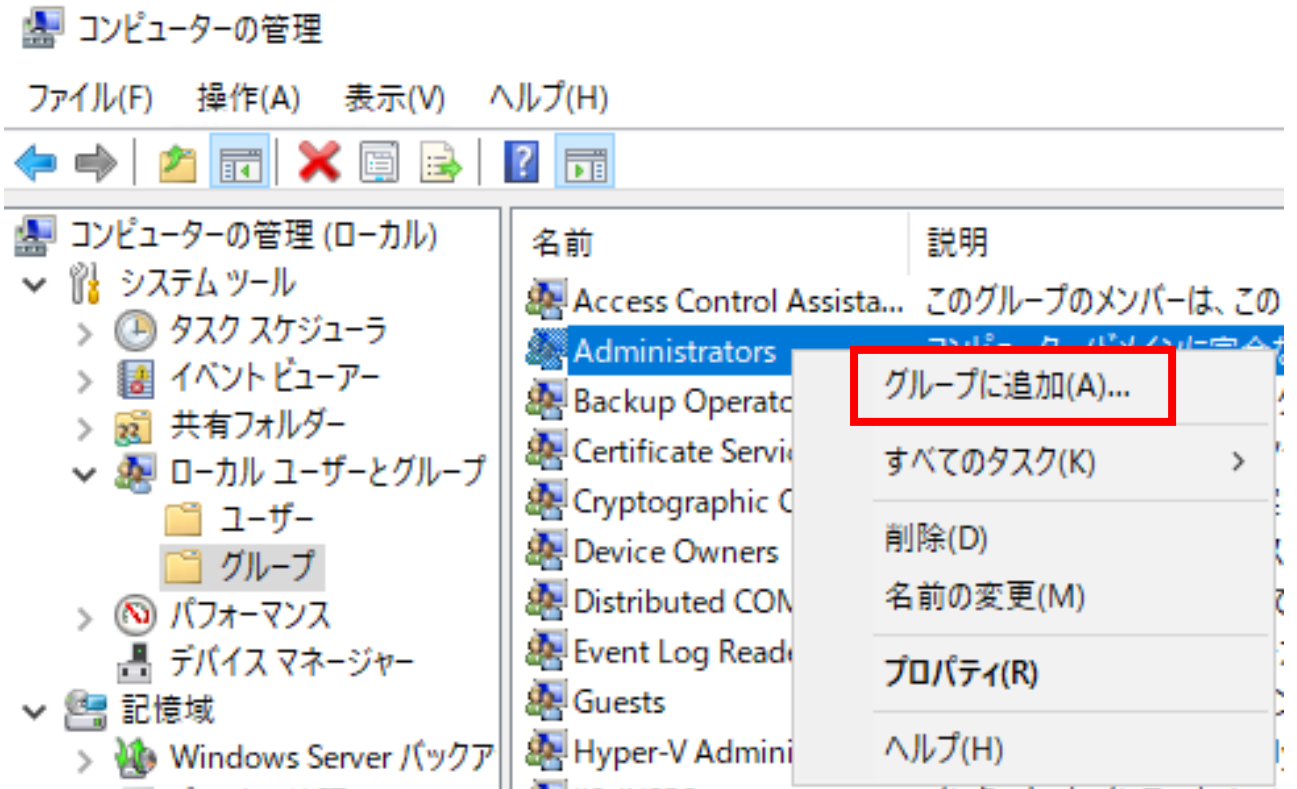 コンピューターの管理
ファイル(F) 操作(A) 表示(V) ヘルプ(H)
コンピューターの管理 (ローカル)
システム ツール
タスク スケジューラ
イベント ビューアー
共有フォルダー
ローカル ユーザーとグループ
ユーザー
グループ
パフォーマンス
デバイス マネージャー
記憶域
Windows Server バックア
名前 説明
Access Control Assista... このグループのメンバーは、この
Administrators
Backup Operato
Certificate Servi
Cryptographic
Device Owners
Distributed COM
Event Log Reade
Guests
Hyper-V Admini
グループに追加(A)...
すべてのタスク(K)
削除(D)
名前の変更(M)
プロパティ(R)
ヘルプ(H)